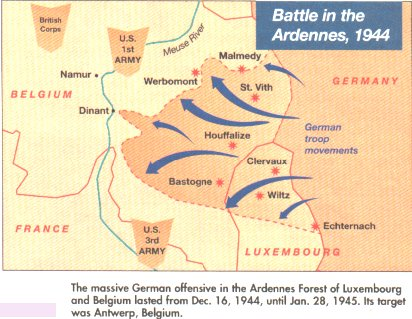 Battle in the
Ardennes, 1944
British
Corps
U.S.
1st
ARMY
Meuse River
Malmedy
Namur
Werbomont
St. Vith
GERMANY
BELGIUM
Dinant
Houffalize
German
troop
movements
Clervaux
Bastogne
Wiltz
FRANCE
U.S.
3rd
ARMY
Echternach
LUXEMBOURG
The massive German offensive in the Ardennes Forest of Luxembourg
and Belgium lasted from Dec. 16, 1944, until Jan. 28, 1945. Its target
was Antwerp, Belgium.